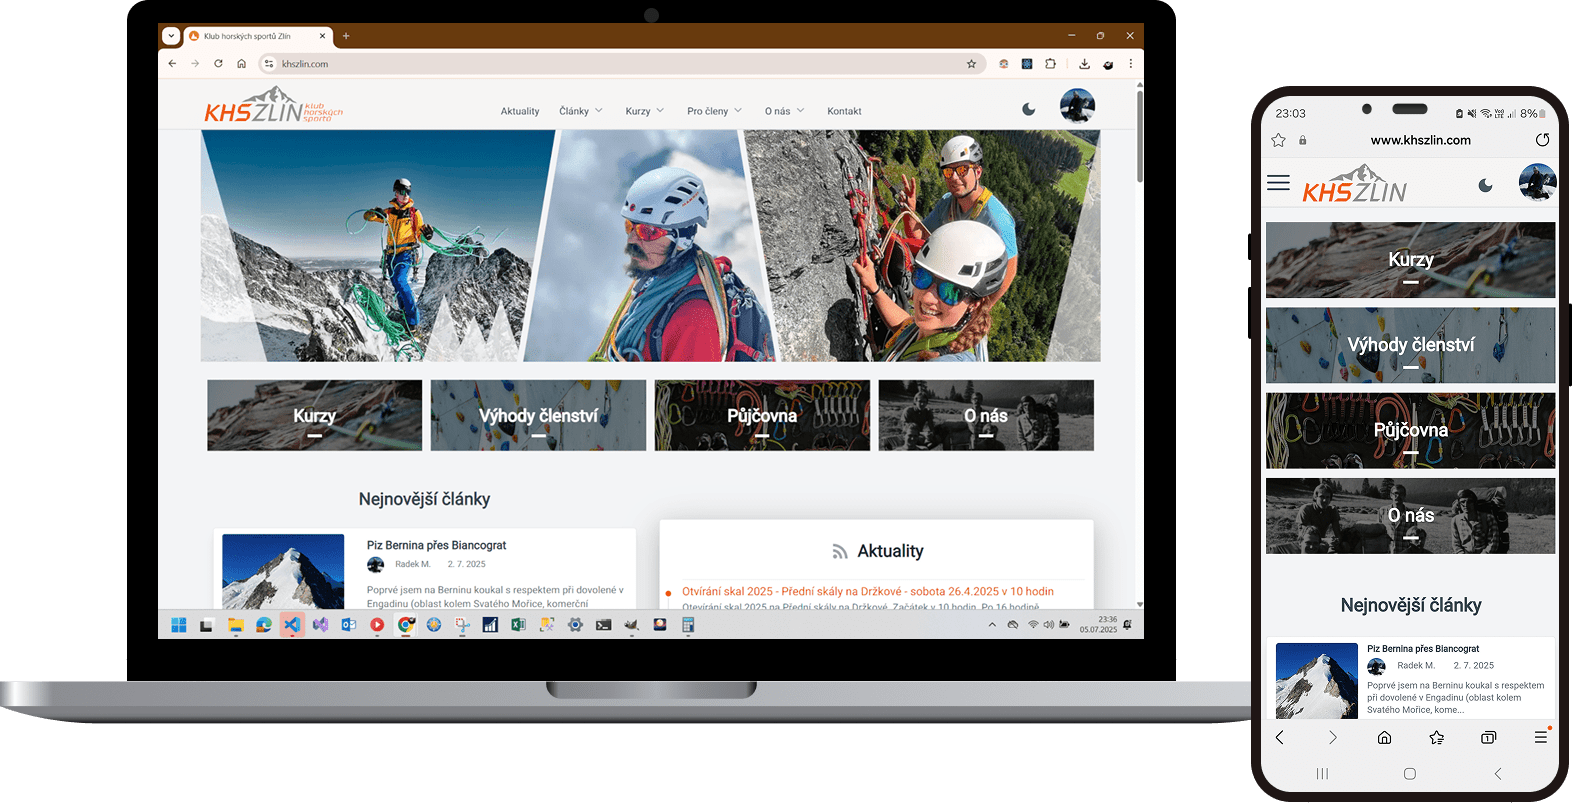 Klub horských sportů Zlín
khszlin.com
KHSZLÍN klub horských sportů
Aktuality Články Kurzy Pro členy O nás Kontakt
Kurzy
Výhody členství
Půjčovna
O nás
Nejnovější články
Piz Bernina přes Biancograt
Radek M. 2. 7. 2025
Poprvé jsem na Berninu koukal s respektem při dovolené v
Engadinu (oblast kolem Svatého Mořice, komerční
Aktuality
Otvírání skal 2025 - Přední skály na Držkové - sobota 26.4.2025 v 10 hodin
Otevírání skal 2025 na Přední skály na Držkové. Začátek v 10 hodin. Po 16 hodině
23:36
05.07.2025
23:03 8%
www.khszlin.com
KHSZLÍN
Kurzy
Výhody členství
Půjčovna
O nás
Nejnovější články
Piz Bernina přes Biancograt
Radek M. 2. 7. 2025
Poprvé jsem na Berninu koukal s respektem
při dovolené v Engadinu (oblast kolem
Svatého Mořice, kome...
1